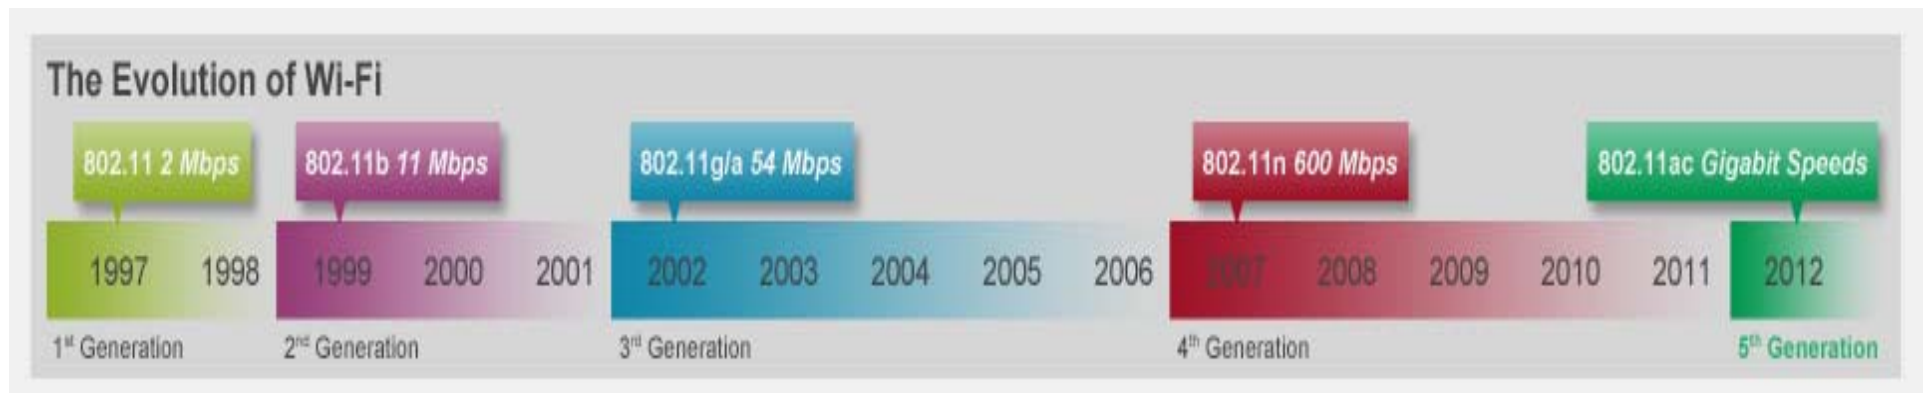 The Evolution of Wi-Fi
802.11 2 Mbps
802.11b 11 Mbps
802.11g/a 54 Mbps
802.11n 600 Mbps
802.11ac Gigabit Speeds
1997 1998 1999 2000 2001 2002 2003 2004 2005 2006 2007 2008 2009 2010 2011 2012
1st Generation
2nd Generation
3rd Generation
4th Generation
5th Generation